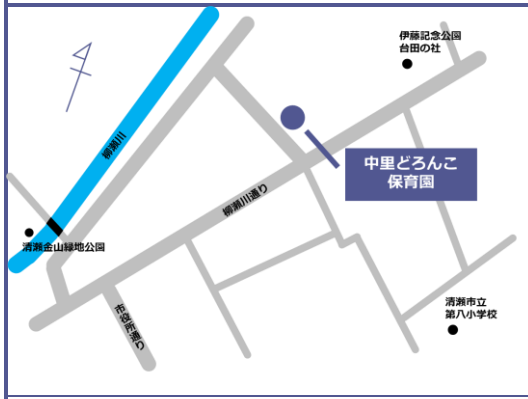 伊藤記念公園
台田の杜
柳瀬川
中里どろんこ
保育園
柳瀬川通り
清瀬金山緑地公園
市役所通り
清瀬市立
第八小学校